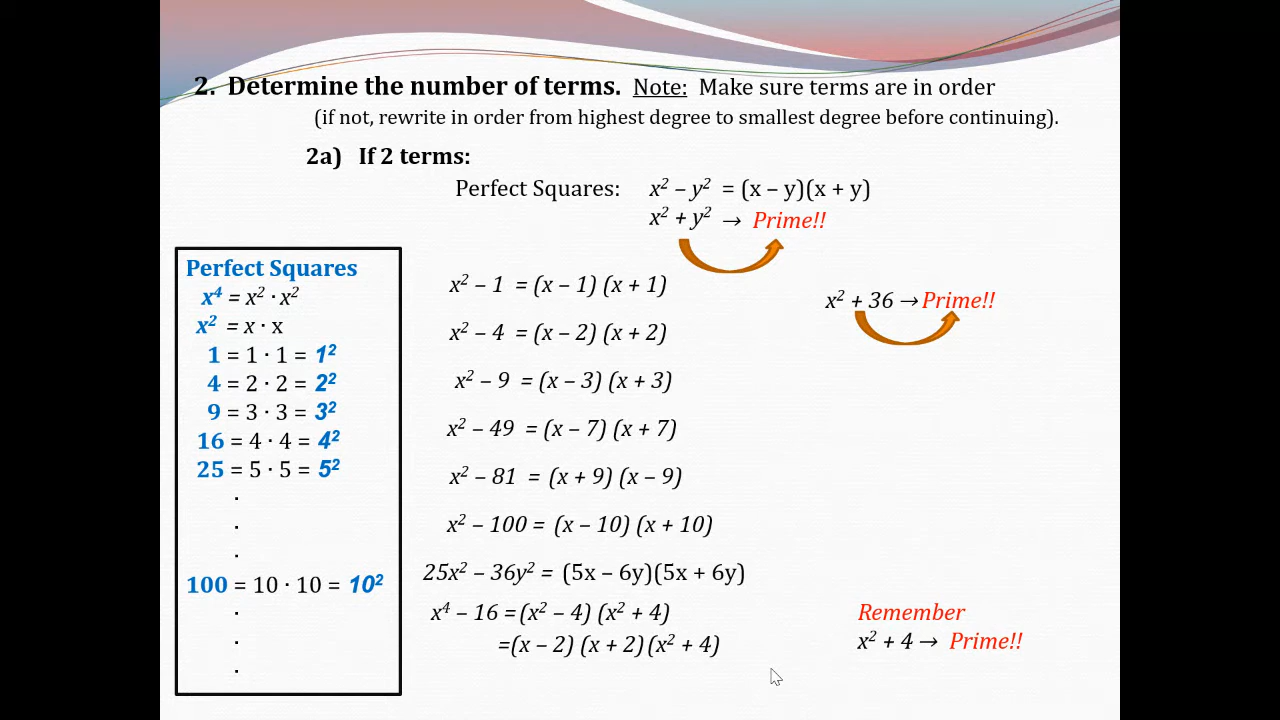 2. Determine the number of terms. Note: Make sure terms are in order
(if not, rewrite in order from highest degree to smallest degree before continuing).
2a) If 2 terms:
Perfect Squares: x² – y² = (x – y)(x + y)
x² + y² → Prime!!
Perfect Squares
x⁴ = x² · x²
x² = x · x
1 = 1 · 1 = 1²
4 = 2 · 2 = 2²
9 = 3 · 3 = 3²
16 = 4 · 4 = 4²
25 = 5 · 5 = 5²
.
.
.
100 = 10 · 10 = 10²
.
.
.
x² – 1 = (x – 1) (x + 1)
x² – 4 = (x – 2) (x + 2)
x² – 9 = (x – 3) (x + 3)
x² – 49 = (x – 7) (x + 7)
x² – 81 = (x + 9) (x – 9)
x² – 100 = (x – 10) (x + 10)
25x² – 36y² = (5x – 6y)(5x + 6y)
x⁴ – 16 = (x² – 4) (x² + 4)
=(x – 2) (x + 2) (x² + 4)
x² + 36 → Prime!!
Remember
x² + 4 → Prime!!